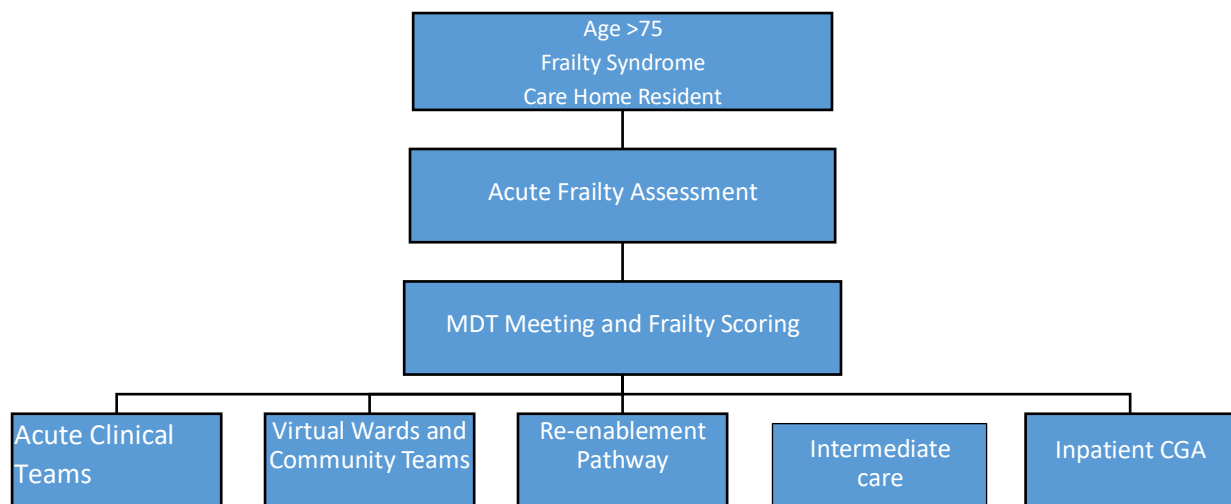 Age >75
Frailty Syndrome
Care Home Resident
Acute Frailty Assessment
MDT Meeting and Frailty Scoring
Acute Clinical
Teams
Virtual Wards and
Community Teams
Re-enablement
Pathway
Intermediate
care
Inpatient CGA